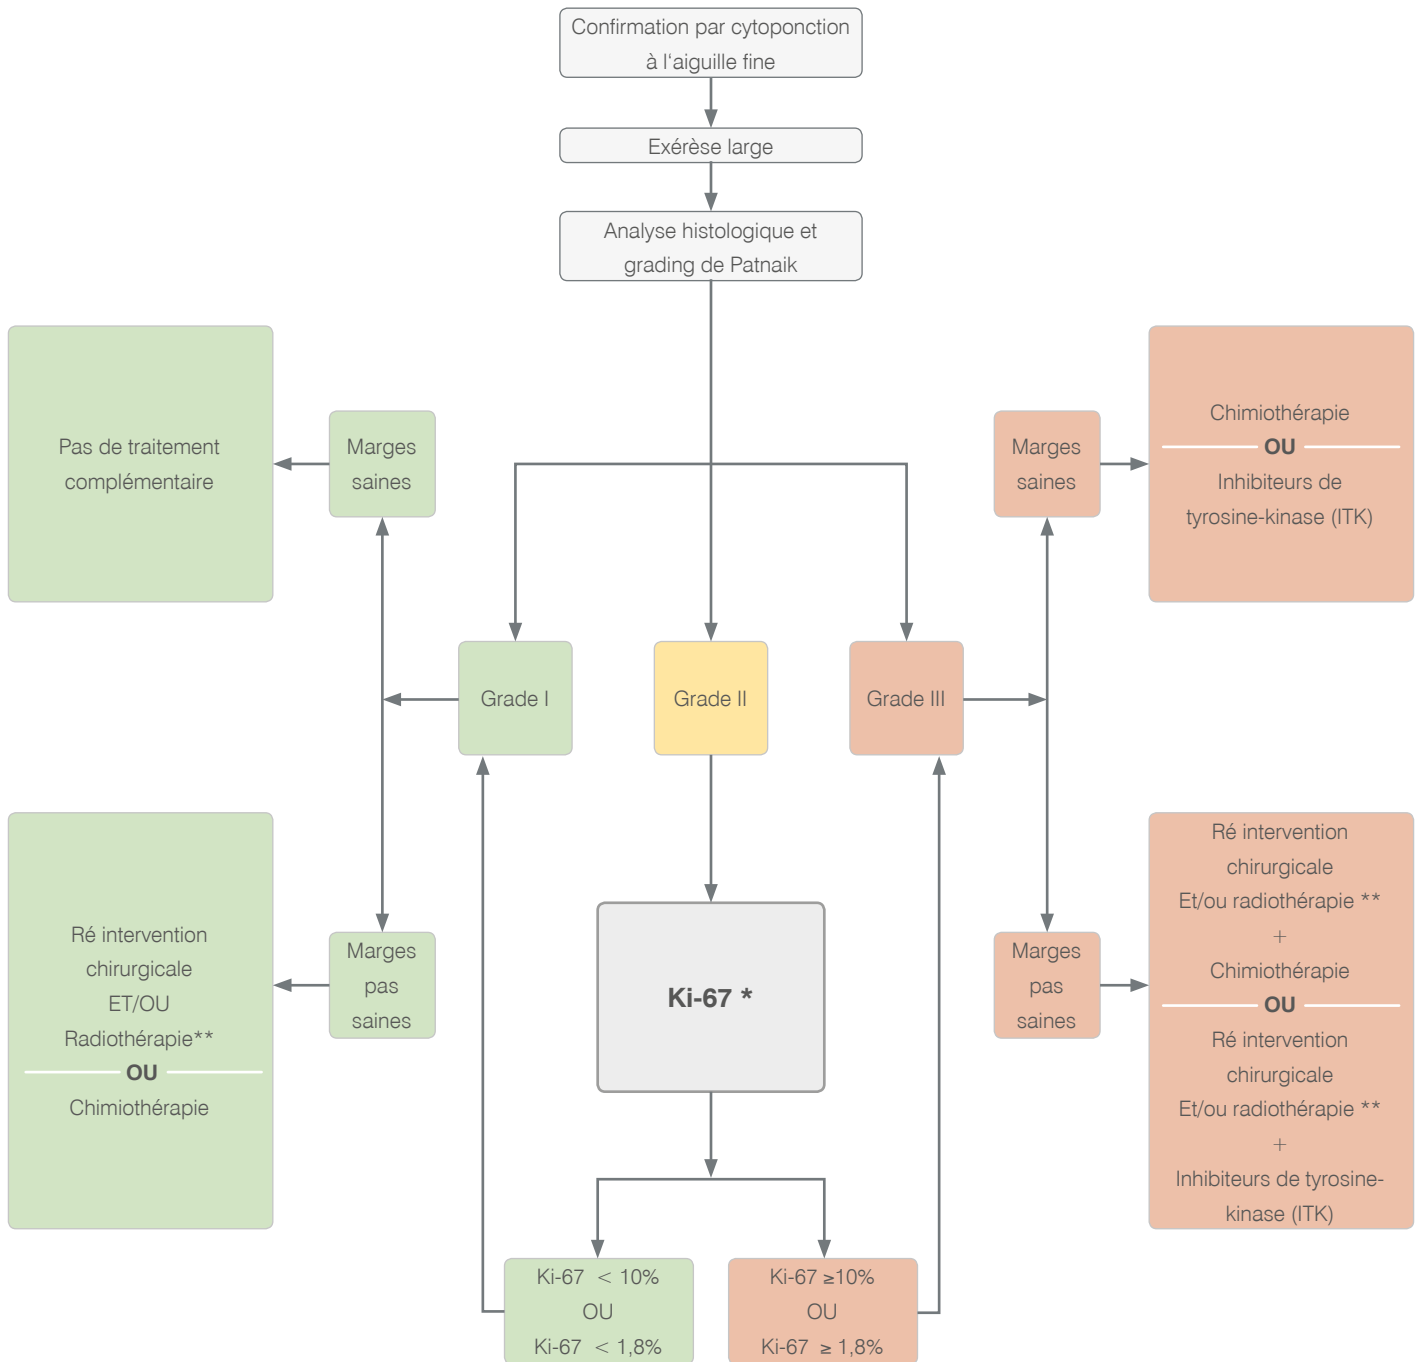 Confirmation par cytoponction
à l'aiguille fine
Exérèse large
Analyse histologique et
grading de Patnaik
Pas de traitement
complémentaire
Marges
saines
Marges
saines
Chimiothérapie
OU
Inhibiteurs de
tyrosine-kinase (ITK)
Grade I
Grade II
Grade III
Ré intervention
chirurgicale
ET/OU
Radiothérapie**
OU
Chimiothérapie
Marges
pas
saines
Ki-67 *
Marges
pas
saines
Ré intervention
chirurgicale
Et/ou radiothérapie **
+
Chimiothérapie
OU
Ré intervention
chirurgicale
Et/ou radiothérapie **
+
Inhibiteurs de tyrosine-
kinase (ITK)
Ki-67 < 10%
OU
Ki-67 < 1,8%
Ki-67 ≥10%
OU
Ki-67 ≥ 1,8%